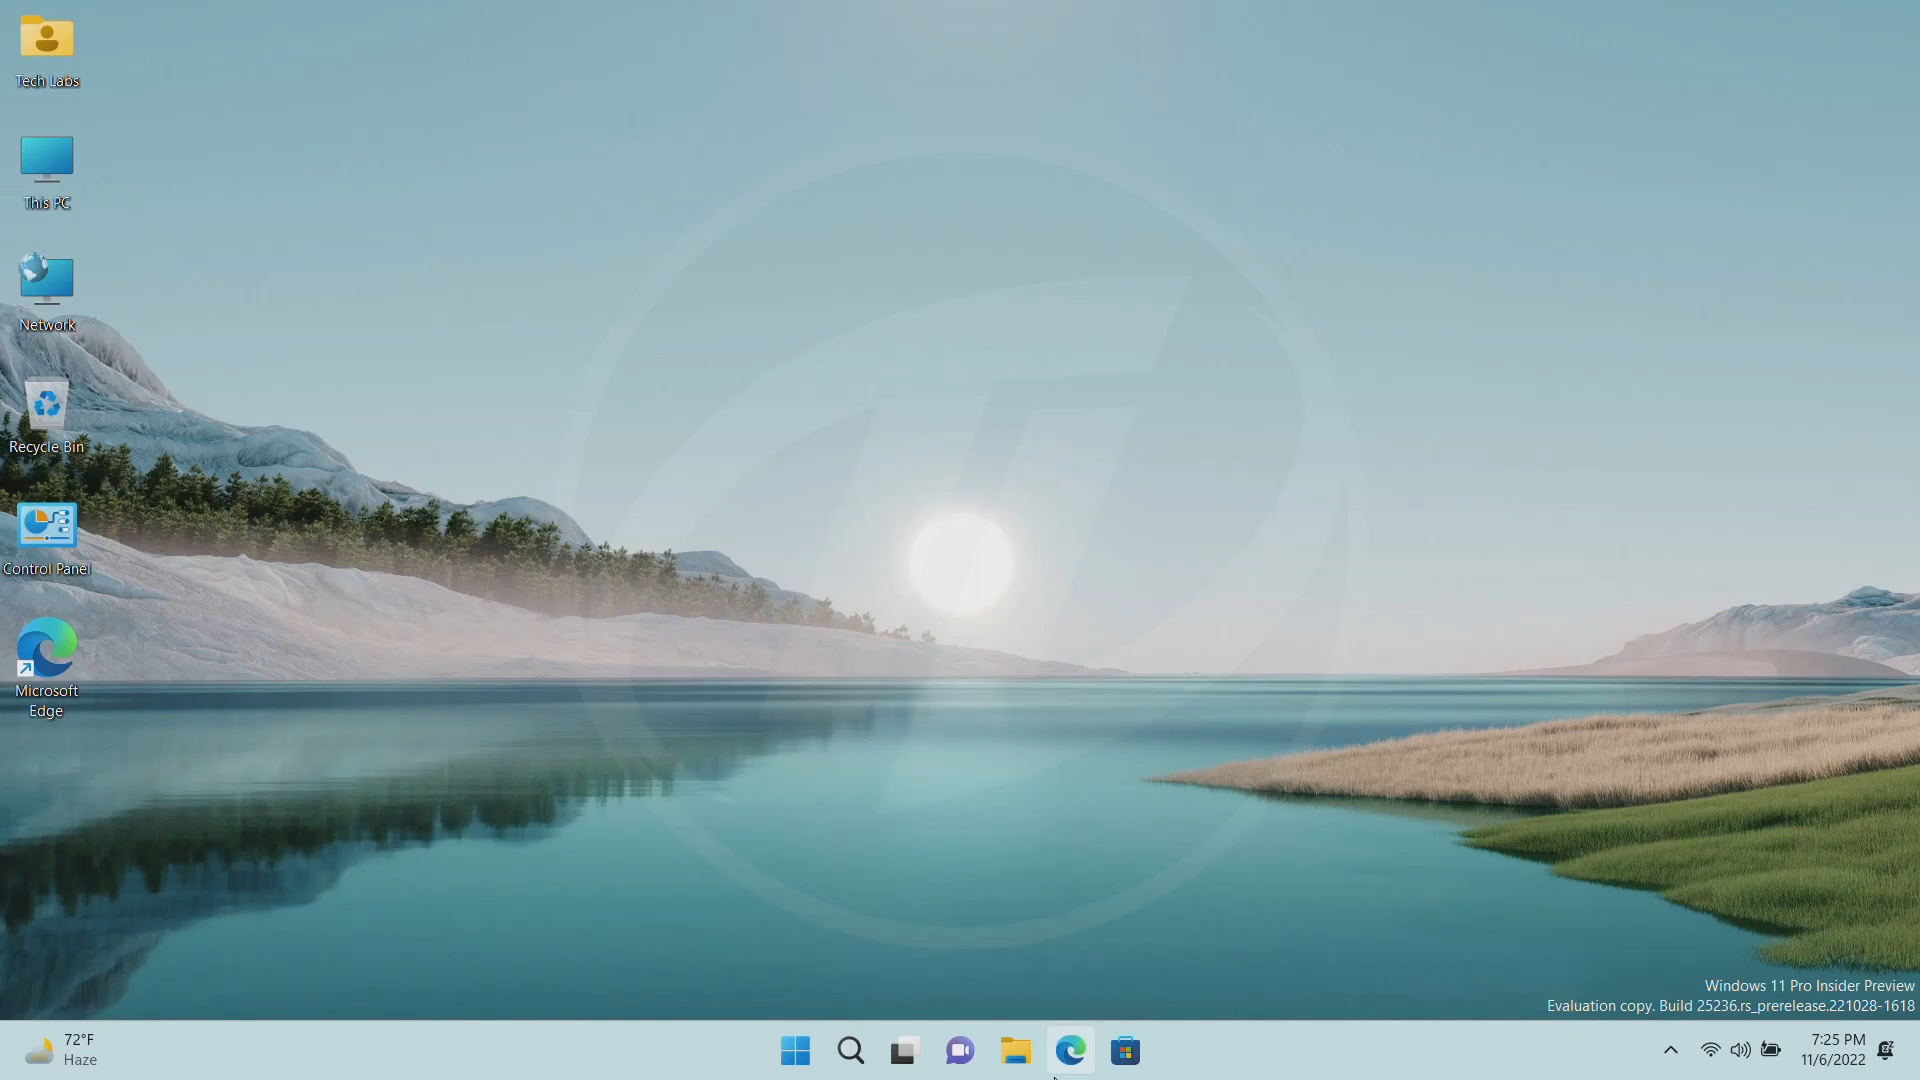 Tech Labs
This PC
Network
Recycle Bin
Control Panel
Microsoft
Edge
Windows 11 Pro Insider Preview
Evaluation copy. Build 25236.rs_prerelease.221028-1618
72°F
Haze
7:25 PM
11/6/2022